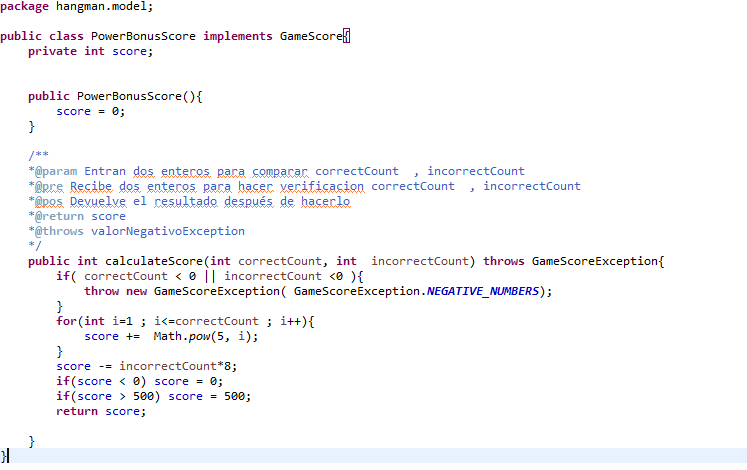 package hangman.model;
public class PowerBonusScore implements GameScore{
private int score;
public PowerBonusScore(){
score = 0;
}
/**
*@param Entran dos enteros para comparar correctCount  , incorrectCount
*@pre Recibe dos enteros para hacer verificacion correctCount  , incorrectCount
*@pos Devuelve el resultado después de hacerlo
*@return score
*@throws valorNegativoException
*/
public int calculateScore(int correctCount, int  incorrectCount) throws GameScoreException{
if( correctCount < 0 || incorrectCount <0 ){
throw new GameScoreException( GameScoreException.NEGATIVE_NUMBERS);
}
for(int i=1 ; i<=correctCount ; i++){
score +=  Math.pow(5, i);
}
score -= incorrectCount*8;
if(score < 0) score = 0;
if(score > 500) score = 500;
return score;
}
}